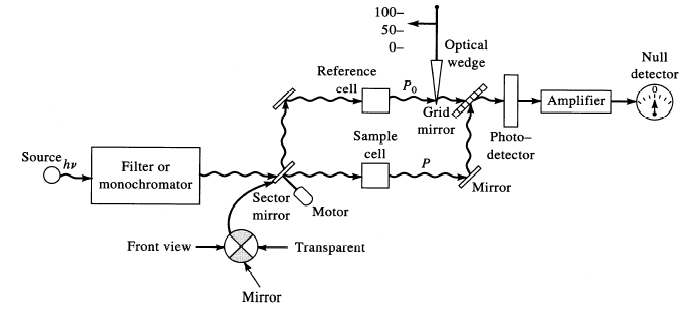 100-
50-
0-
Optical
wedge
Null
detector
0
Reference
cell
P0
Grid
mirror
Amplifier
Photo-
detector
Sample
cell
P
Mirror
Source
hν
Filter or
monochromator
Sector
mirror
Motor
Front view
Transparent
Mirror